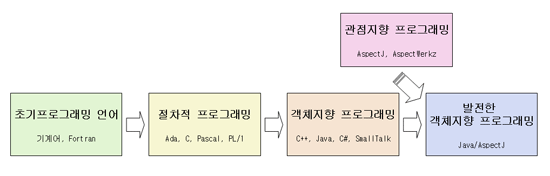 관점지향 프로그래밍
AspectJ, AspectWerkz
초기프로그래밍 언어
기계어, Fortran
절차적 프로그래밍
Ada, C, Pascal, PL/1
객체지향 프로그래밍
C++, Java, C#, SmallTalk
발전한
객체지향 프로그래밍
Java/AspectJ